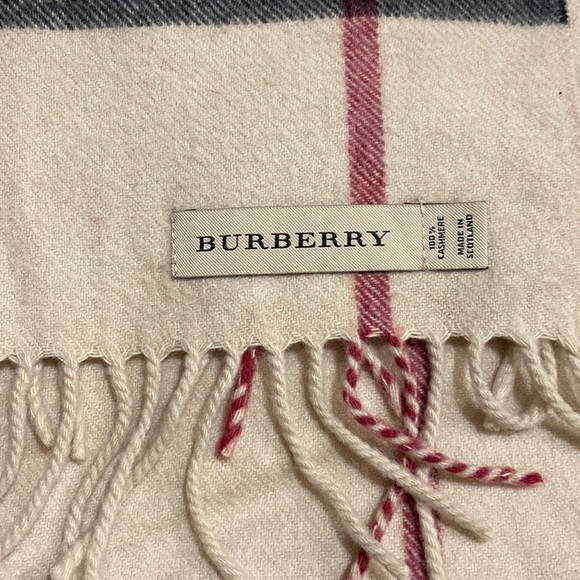 BURBERRY
100%
CASHMERE
MADE IN
SCOTLAND